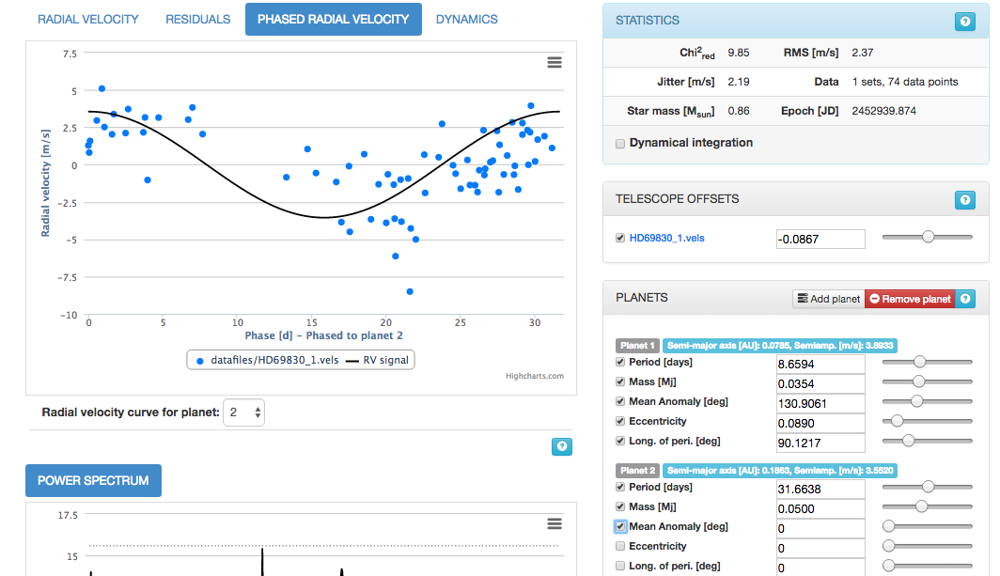 RADIAL VELOCITY RESIDUALS PHASED RADIAL VELOCITY DYNAMICS
7.5
5
2.5
0
−2.5
−5
−7.5
−10
Radial velocity [m/s]
0 5 10 15 20 25 30
Phase [d] – Phased to planet 2
datafiles/HD69830_1.vels RV signal
Highcharts.com
Radial velocity curve for planet: 2
?
POWER SPECTRUM
17.5
15
STATISTICS ?
Chi²red 9.85 RMS [m/s] 2.37
Jitter [m/s] 2.19 Data 1 sets, 74 data points
Star mass [Msun] 0.86 Epoch [JD] 2452939.874
Dynamical integration
TELESCOPE OFFSETS ?
HD69830_1.vels -0.0867
PLANETS Add planet Remove planet ?
Planet 1 Semi-major axis [AU]: 0.0785, Semiamp. [m/s]: 3.8933
Period [days] 8.6594
Mass [Mj] 0.0354
Mean Anomaly [deg] 130.9061
Eccentricity 0.0890
Long. of peri. [deg] 90.1217
Planet 2 Semi-major axis [AU]: 0.1863, Semiamp. [m/s]: 3.5520
Period [days] 31.6638
Mass [Mj] 0.0500
Mean Anomaly [deg] 0
Eccentricity 0
Long. of peri. [deg] 0